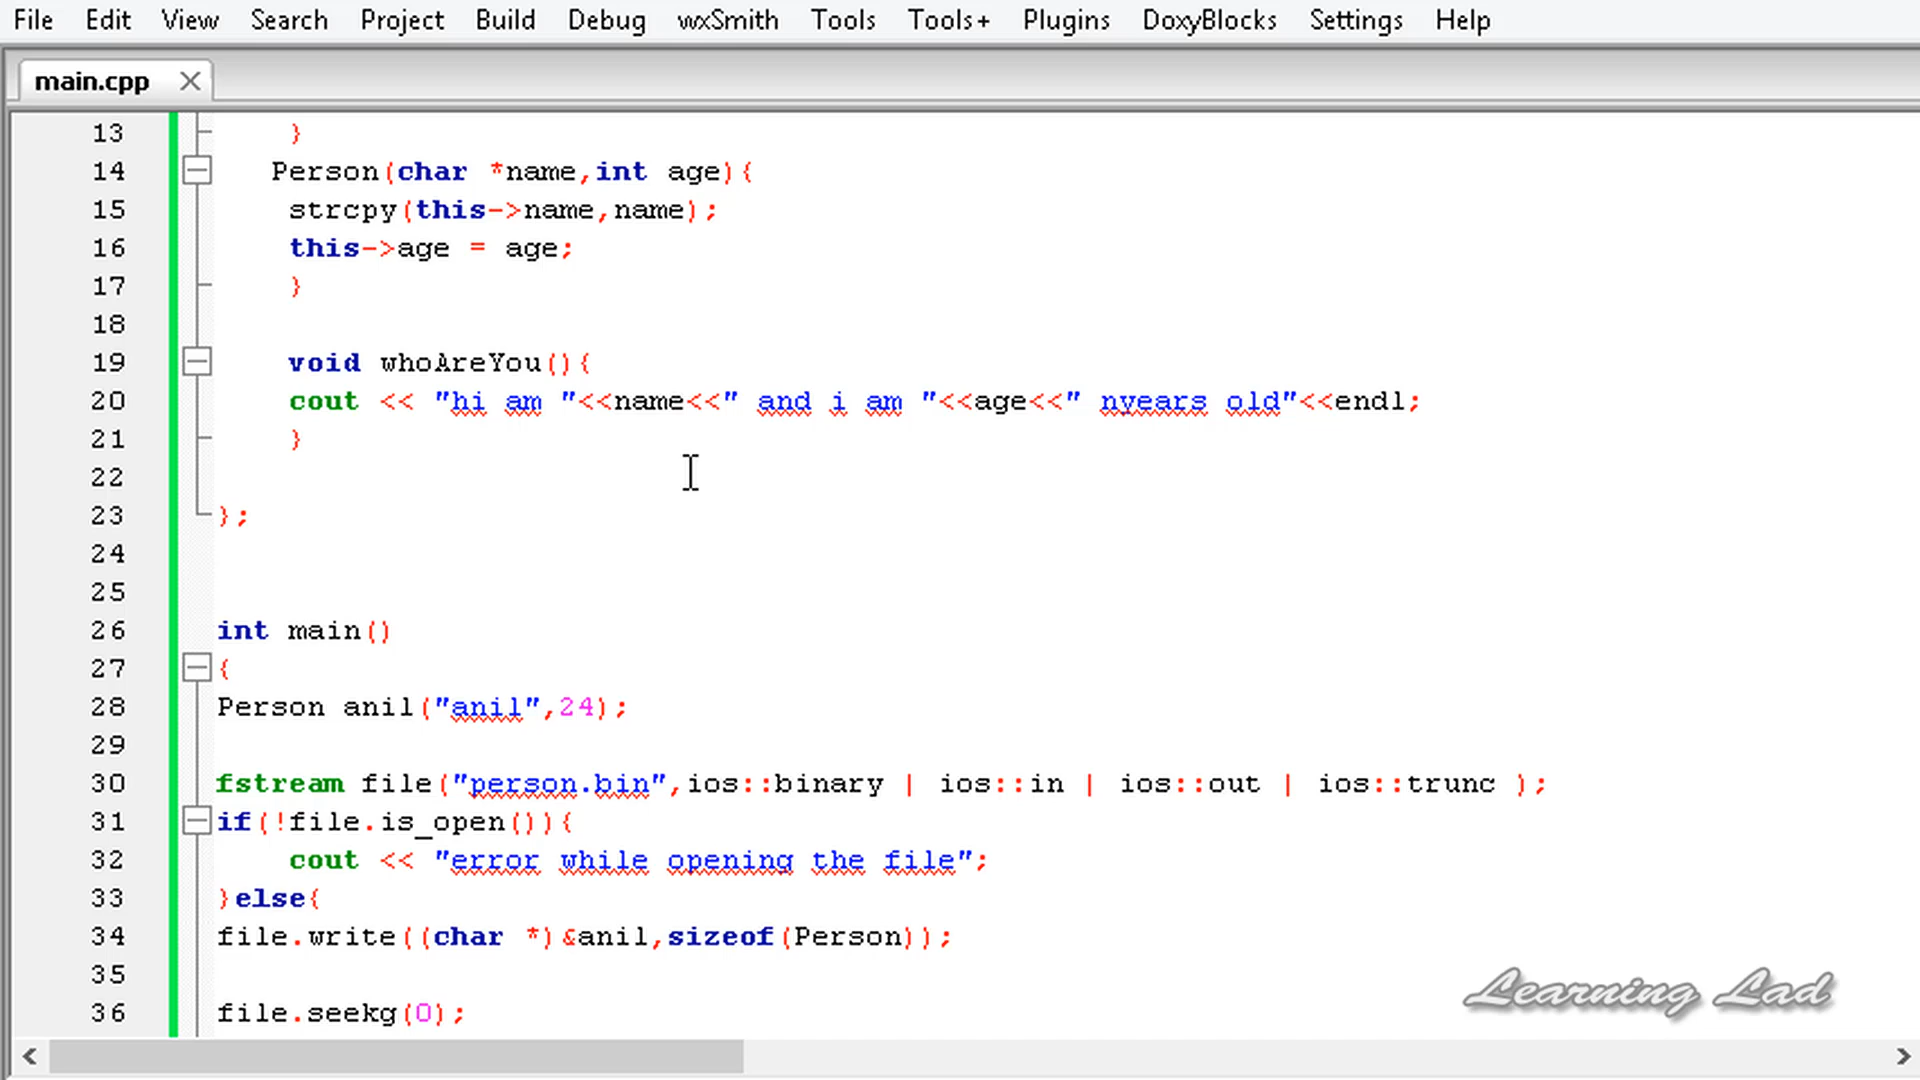 File Edit View Search Project Build Debug wxSmith Tools Tools+ Plugins DoxyBlocks Settings Help
main.cpp
13 }
14 Person(char *name,int age){
15 strcpy(this->name,name);
16 this->age = age;
17 }
18
19 void whoAreYou(){
20 cout << "hi am "<<name<<" and i am "<<age<<" nyears old"<<endl;
21 }
22
23 };
24
25
26 int main()
27 {
28 Person anil("anil",24);
29
30 fstream file("person.bin",ios::binary | ios::in | ios::out | ios::trunc );
31 if(!file.is_open()){
32 cout << "error while opening the file";
33 }else{
34 file.write((char *)&anil,sizeof(Person));
35
36 file.seekg(0);
Learning Lad